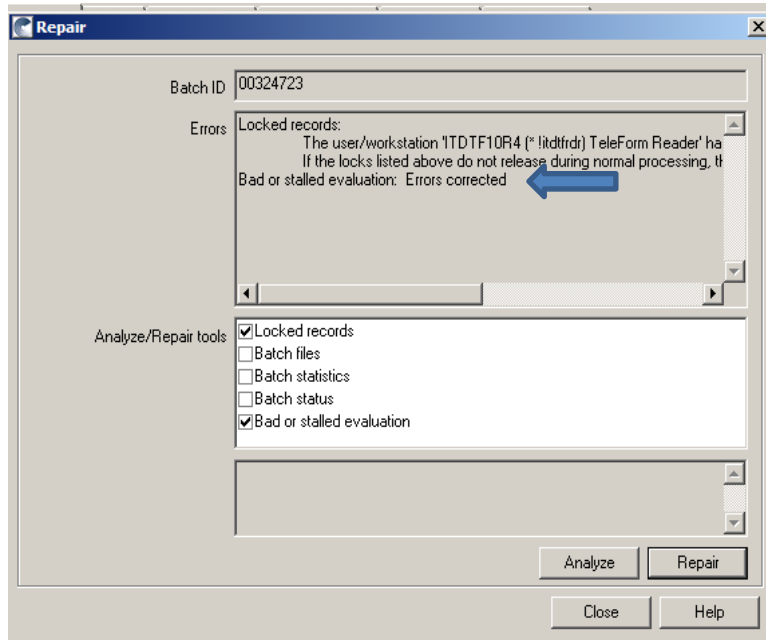 Repair
Batch ID
00324723
Errors
Locked records:
The user/workstation 'ITDTF10R4 (* !itdtfrdr) TeleForm Reader' ha
If the locks listed above do not release during normal processing, th
Bad or stalled evaluation: Errors corrected
Analyze/Repair tools
Locked records
Batch files
Batch statistics
Batch status
Bad or stalled evaluation
Analyze
Repair
Close
Help